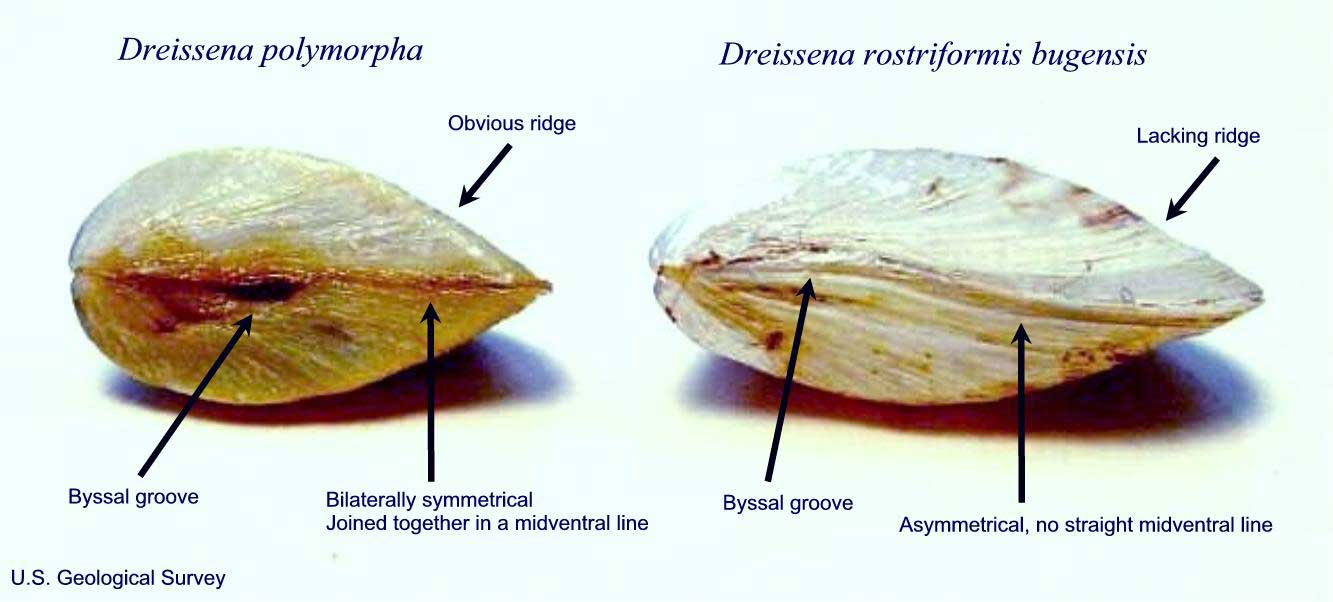 Dreissena polymorpha
Dreissena rostriformis bugensis
Obvious ridge
Lacking ridge
Byssal groove
Bilaterally symmetrical
Joined together in a midventral line
Byssal groove
Asymmetrical, no straight midventral line
U.S. Geological Survey